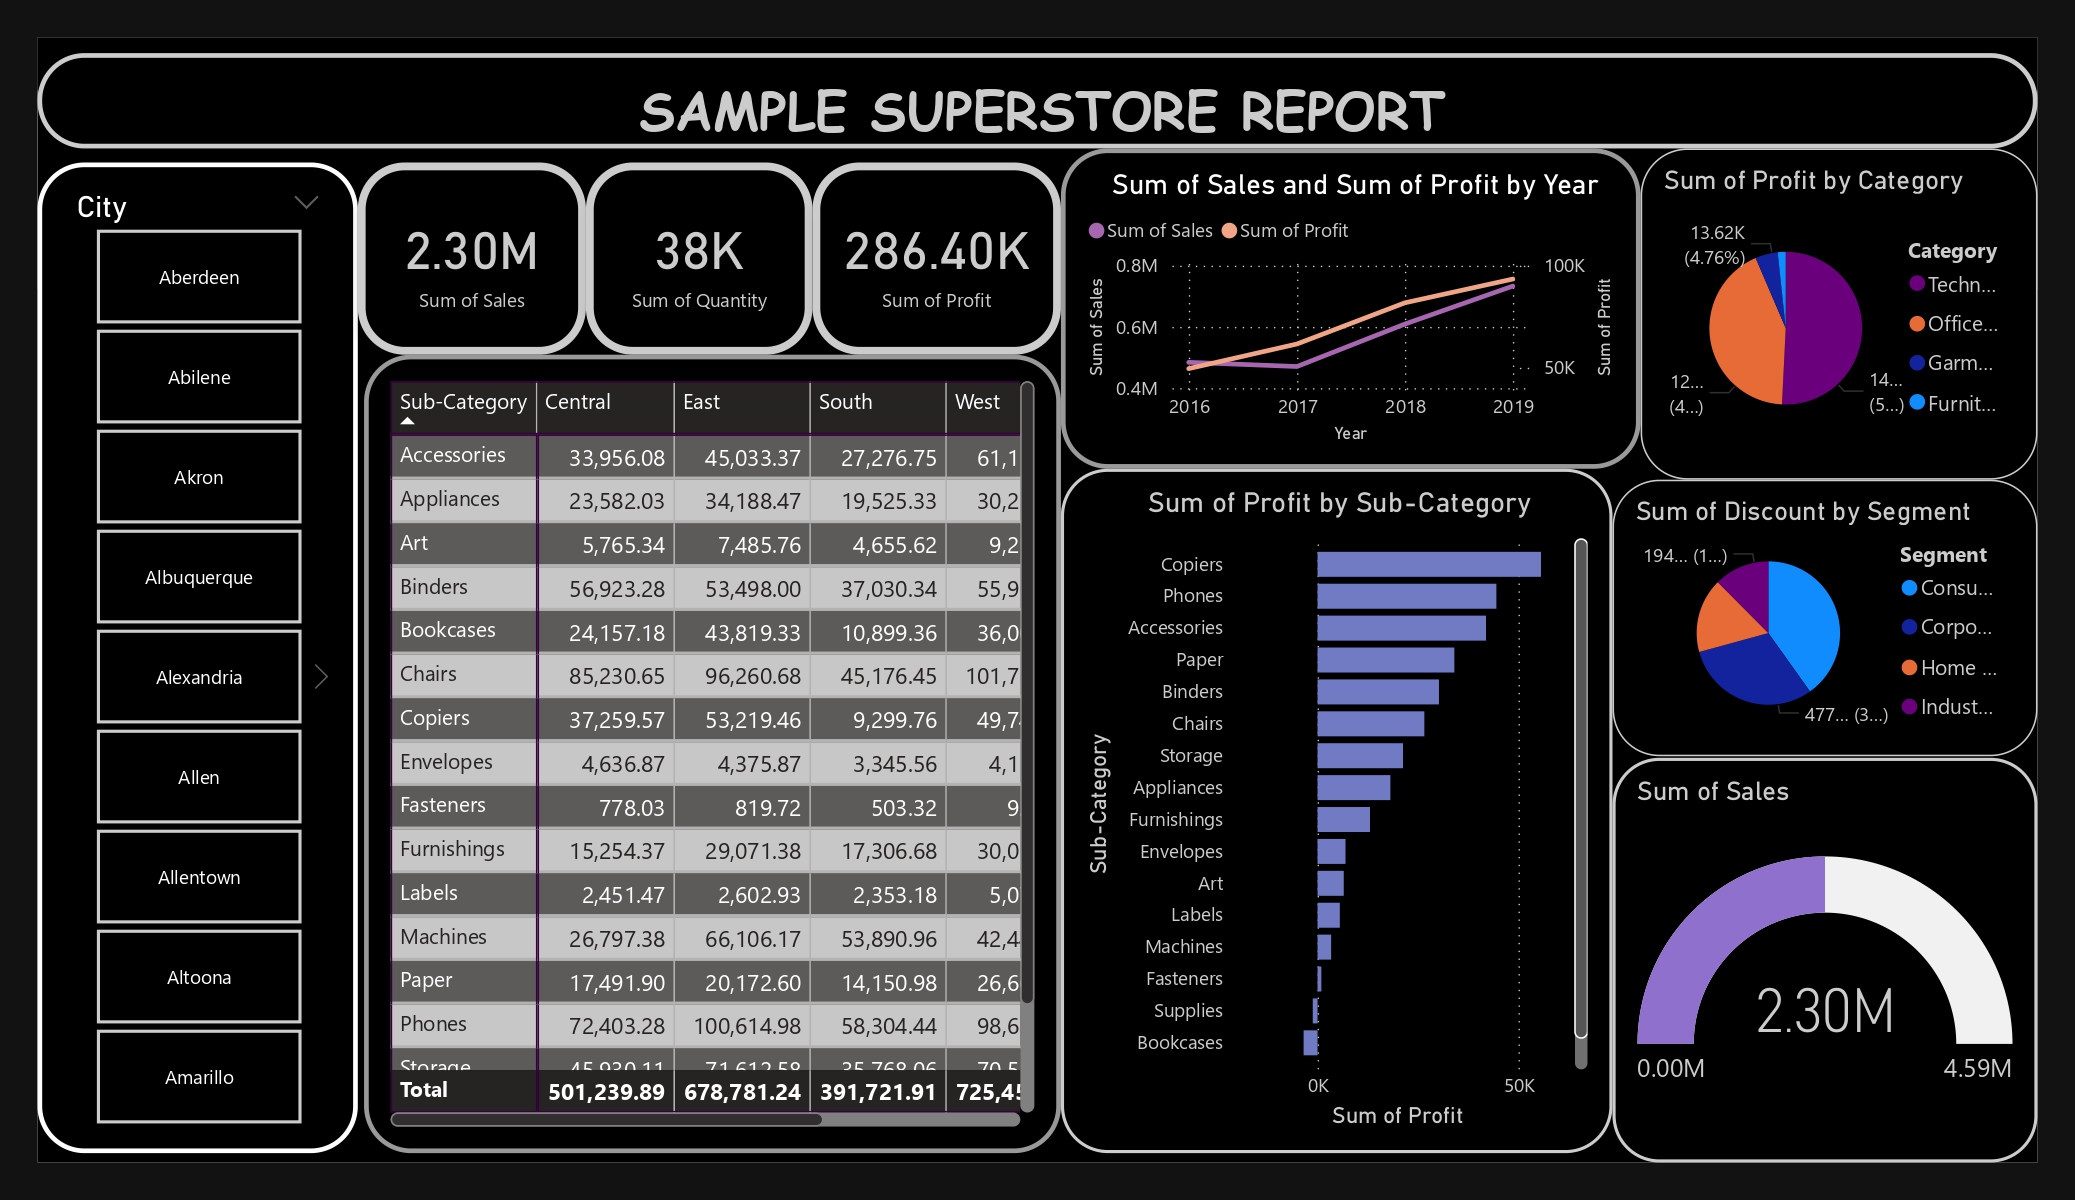 SAMPLE SUPERSTORE REPORT
City
Aberdeen
Abilene
Akron
Albuquerque
Alexandria
Allen
Allentown
Altoona
Amarillo
2.30M
Sum of Sales
38K
Sum of Quantity
286.40K
Sum of Profit
Sub-Category Central East South West
Accessories 33,956.08 45,033.37 27,276.75 61,1
Appliances 23,582.03 34,188.47 19,525.33 30,2
Art 5,765.34 7,485.76 4,655.62 9,2
Binders 56,923.28 53,498.00 37,030.34 55,9
Bookcases 24,157.18 43,819.33 10,899.36 36,0
Chairs 85,230.65 96,260.68 45,176.45 101,7
Copiers 37,259.57 53,219.46 9,299.76 49,7
Envelopes 4,636.87 4,375.87 3,345.56 4,1
Fasteners 778.03 819.72 503.32 9
Furnishings 15,254.37 29,071.38 17,306.68 30,0
Labels 2,451.47 2,602.93 2,353.18 5,0
Machines 26,797.38 66,106.17 53,890.96 42,4
Paper 17,491.90 20,172.60 14,150.98 26,6
Phones 72,403.28 100,614.98 58,304.44 98,6
Storage
Total 501,239.89 678,781.24 391,721.91 725,45
Sum of Sales and Sum of Profit by Year
Sum of Sales Sum of Profit
Sum of Sales
0.8M
0.6M
0.4M
100K
50K
Sum of Profit
2016 2017 2018 2019
Year
Sum of Profit by Sub-Category
Sub-Category
Copiers
Phones
Accessories
Paper
Binders
Chairs
Storage
Appliances
Furnishings
Envelopes
Art
Labels
Machines
Fasteners
Supplies
Bookcases
0K 50K
Sum of Profit
Sum of Profit by Category
13.62K
(4.76%)
12...
(4...)
14...
(5...)
Category
Techn...
Office...
Garm...
Furnit...
Sum of Discount by Segment
194... (1...)
477... (3...)
Segment
Consu...
Corpo...
Home ...
Indust...
Sum of Sales
2.30M
0.00M 4.59M